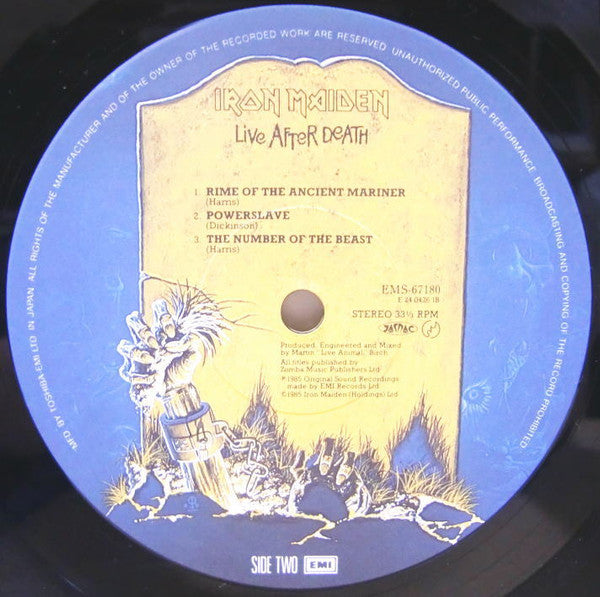 MFD BY TOSHIBA-EMI LTD IN JAPAN. ALL RIGHTS OF THE MANUFACTURER AND OF THE OWNER OF THE RECORDED WORK ARE RESERVED. UNAUTHORIZED PUBLIC PERFORMANCE, BROADCASTING AND COPYING OF THE RECORD PROHIBITED
IRON MAIDEN
LIVE AFTER DEATH
1. RIME OF THE ANCIENT MARINER
(Harris)
2. POWERSLAVE
(Dickinson)
3. THE NUMBER OF THE BEAST
(Harris)
EMS-67180
E 24 0426 1B
STEREO 33⅓ RPM
Produced, Engineered and Mixed
by Martin "Live Animal" Birch
All titles published by
Zomba Music Publishers Ltd
℗1985 Original Sound Recordings
made by EMI Records Ltd
©1985 Iron Maiden (Holdings) Ltd
SIDE TWO EMI